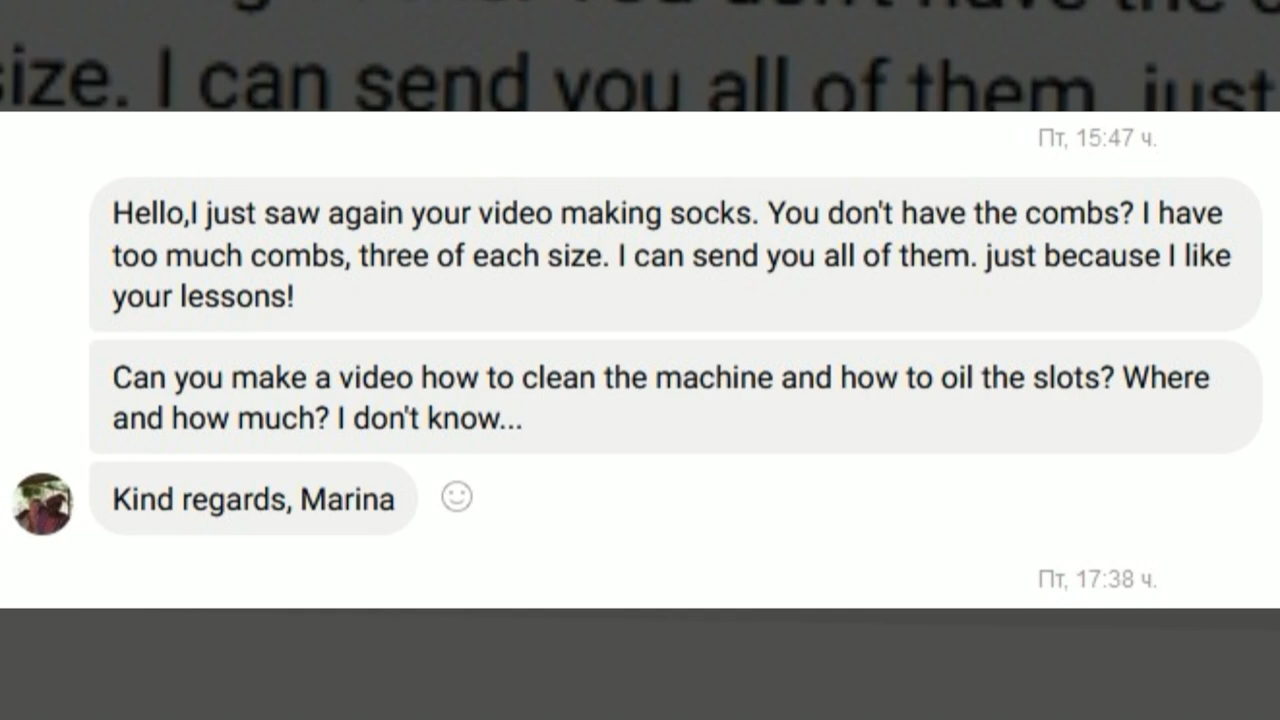 size. I can send you all of them. just
Пт, 15:47 ч.
Hello,I just saw again your video making socks. You don't have the combs? I have
too much combs, three of each size. I can send you all of them. just because I like
your lessons!
Can you make a video how to clean the machine and how to oil the slots? Where
and how much? I don't know...
Kind regards, Marina
Пт, 17:38 ч.